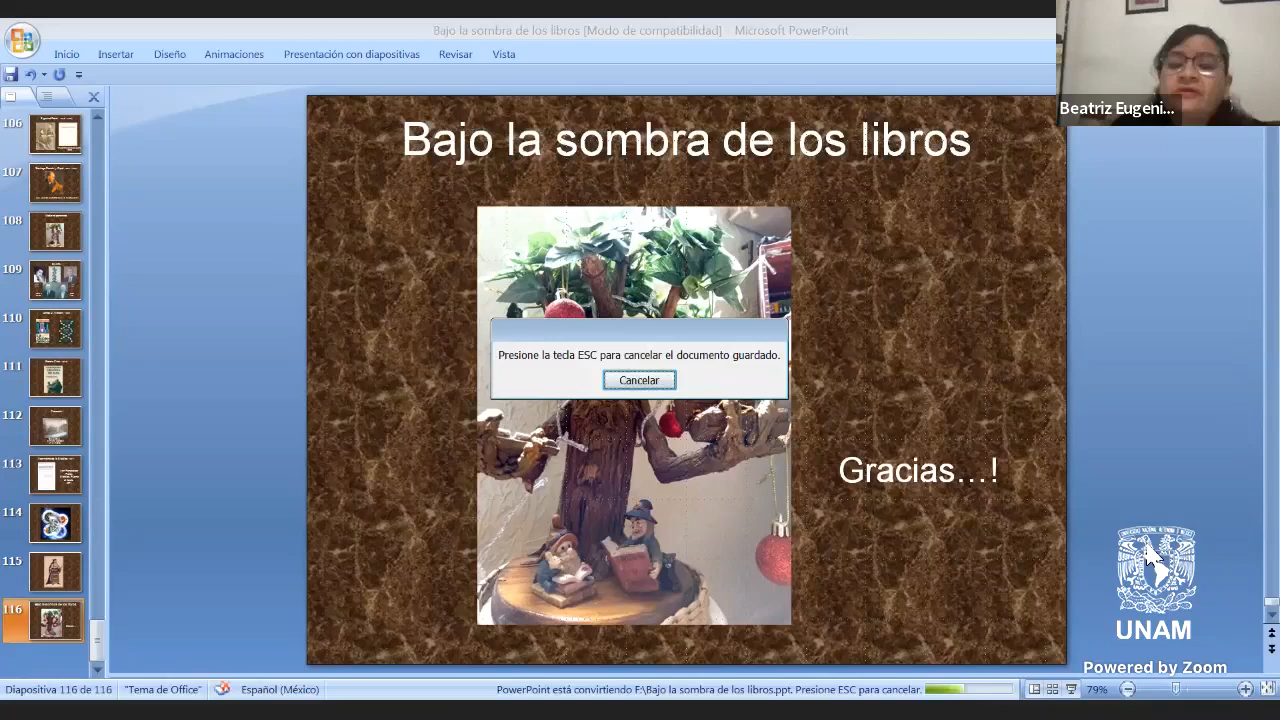 Bajo la sombra de los libros [Modo de compatibilidad] - Microsoft PowerPoint
Inicio Insertar Diseño Animaciones Presentación con diapositivas Revisar Vista
Beatriz Eugeni...
106
107
108
109
110
111
112
113
114
115
116
Bajo la sombra de los libros
Presione la tecla ESC para cancelar el documento guardado.
Cancelar
Gracias...!
UNAM
Powered by Zoom
Diapositiva 116 de 116 "Tema de Office" Español (México) PowerPoint está convirtiendo E:\Bajo la sombra de los libros.ppt. Presione ESC para cancelar. 79%